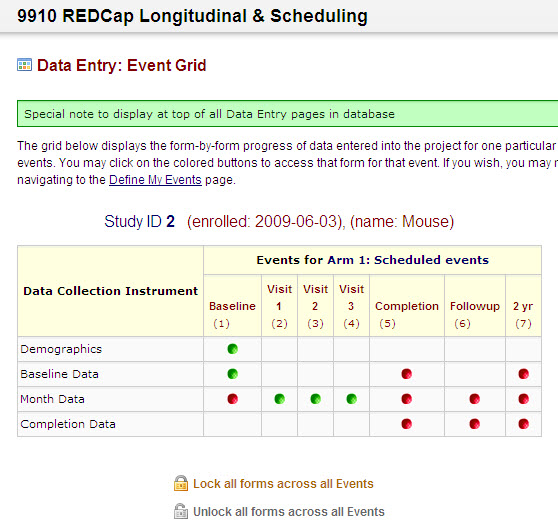 9910 REDCap Longitudinal & Scheduling
Data Entry: Event Grid
Special note to display at top of all Data Entry pages in database
The grid below displays the form-by-form progress of data entered into the project for one particular
events. You may click on the colored buttons to access that form for that event. If you wish, you may
navigating to the Define My Events page.
Study ID 2 (enrolled: 2009-06-03), (name: Mouse)
Data Collection Instrument
Events for Arm 1: Scheduled events
Baseline (1)
Visit 1 (2)
Visit 2 (3)
Visit 3 (4)
Completion (5)
Followup (6)
2 yr (7)
Demographics
Baseline Data
Month Data
Completion Data
Lock all forms across all Events
Unlock all forms across all Events